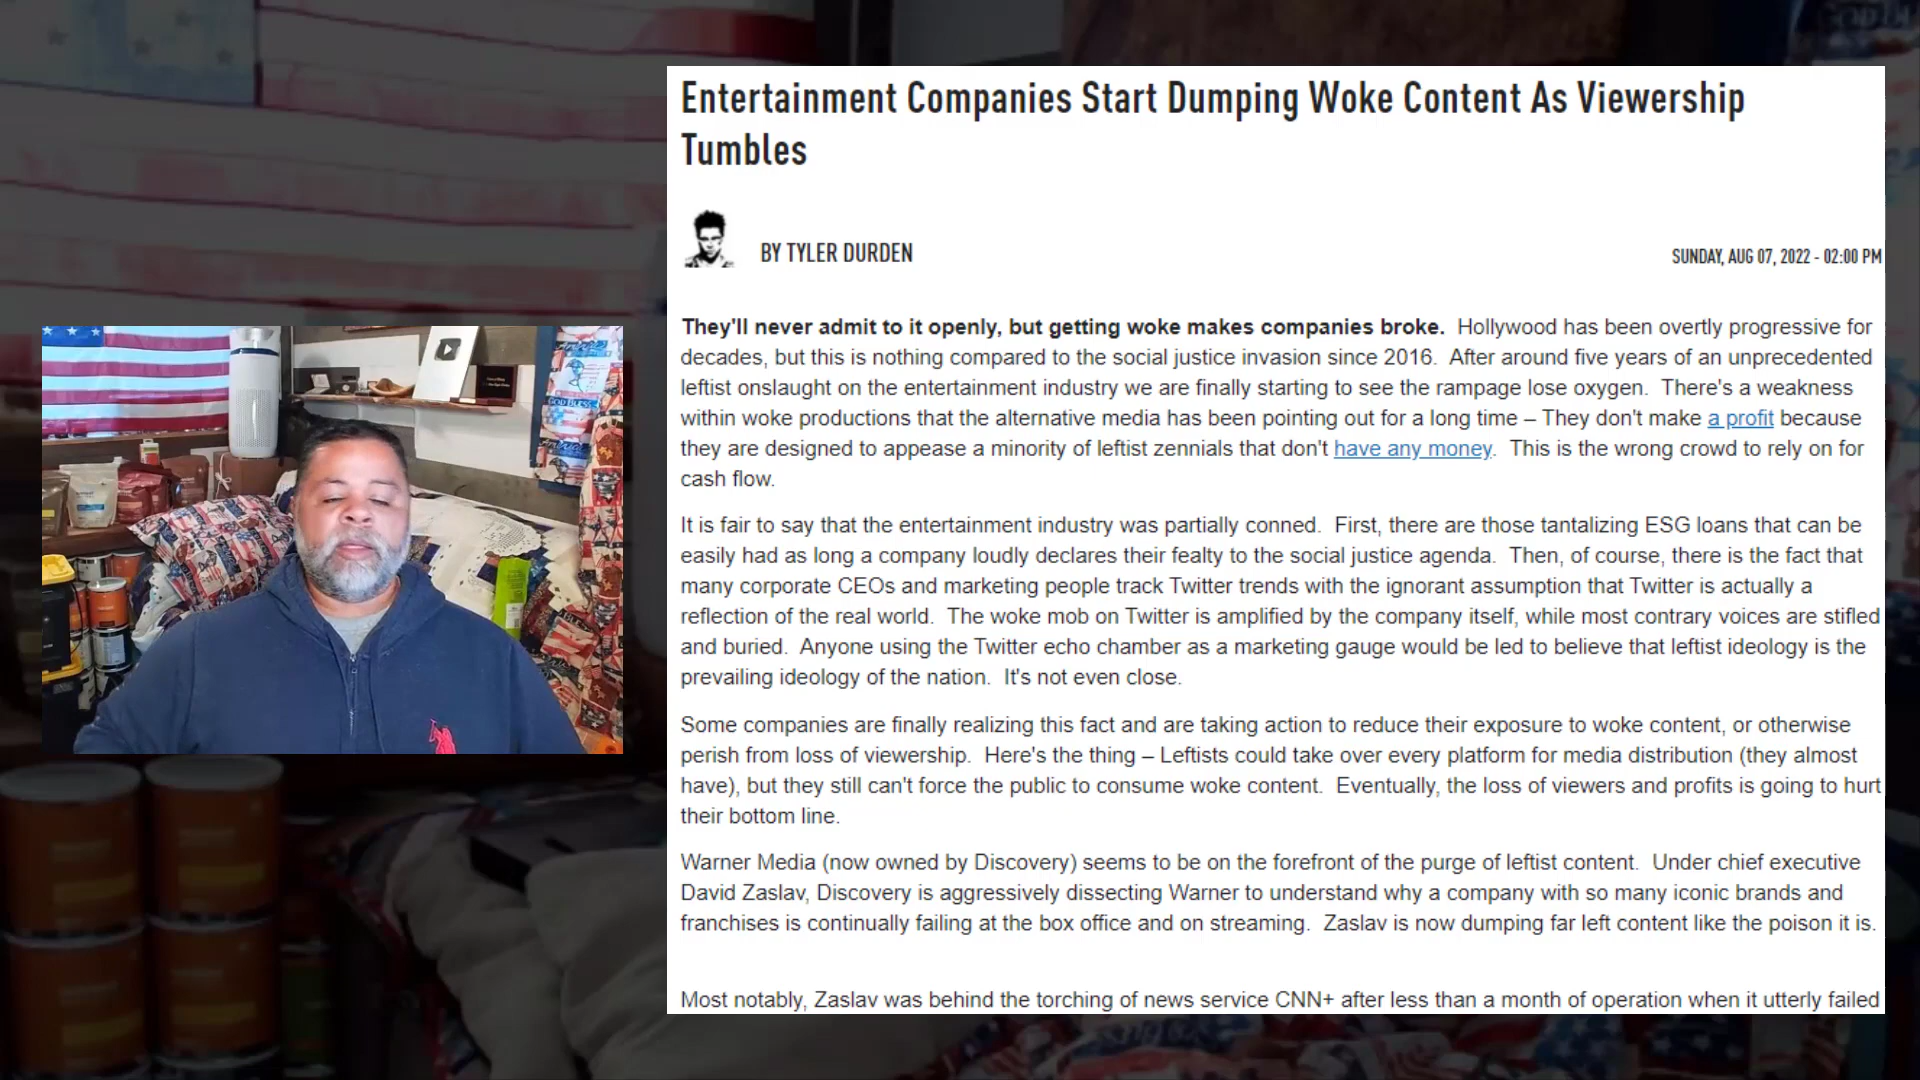 Entertainment Companies Start Dumping Woke Content As Viewership
Tumbles
BY TYLER DURDEN
SUNDAY, AUG 07, 2022 - 02:00 PM
They'll never admit to it openly, but getting woke makes companies broke. Hollywood has been overtly progressive for
decades, but this is nothing compared to the social justice invasion since 2016. After around five years of an unprecedented
leftist onslaught on the entertainment industry we are finally starting to see the rampage lose oxygen. There's a weakness
within woke productions that the alternative media has been pointing out for a long time – They don't make a profit because
they are designed to appease a minority of leftist zennials that don't have any money. This is the wrong crowd to rely on for
cash flow.
It is fair to say that the entertainment industry was partially conned. First, there are those tantalizing ESG loans that can be
easily had as long a company loudly declares their fealty to the social justice agenda. Then, of course, there is the fact that
many corporate CEOs and marketing people track Twitter trends with the ignorant assumption that Twitter is actually a
reflection of the real world. The woke mob on Twitter is amplified by the company itself, while most contrary voices are stifled
and buried. Anyone using the Twitter echo chamber as a marketing gauge would be led to believe that leftist ideology is the
prevailing ideology of the nation. It's not even close.
Some companies are finally realizing this fact and are taking action to reduce their exposure to woke content, or otherwise
perish from loss of viewership. Here's the thing – Leftists could take over every platform for media distribution (they almost
have), but they still can't force the public to consume woke content. Eventually, the loss of viewers and profits is going to hurt
their bottom line.
Warner Media (now owned by Discovery) seems to be on the forefront of the purge of leftist content. Under chief executive
David Zaslav, Discovery is aggressively dissecting Warner to understand why a company with so many iconic brands and
franchises is continually failing at the box office and on streaming. Zaslav is now dumping far left content like the poison it is.
Most notably, Zaslav was behind the torching of news service CNN+ after less than a month of operation when it utterly failed
GOD BLESS